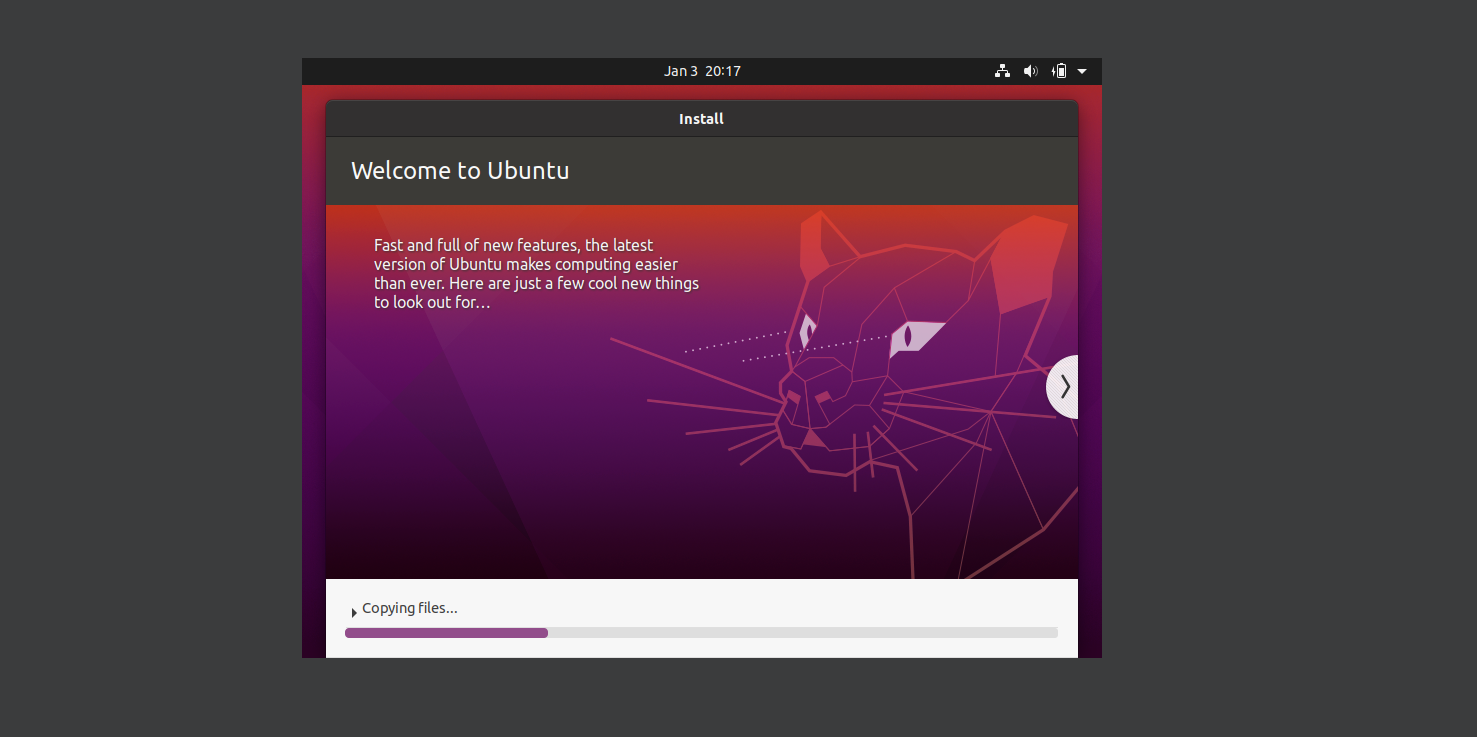 Jan 3 20:17
Install
Welcome to Ubuntu
Fast and full of new features, the latest
version of Ubuntu makes computing easier
than ever. Here are just a few cool new things
to look out for…
Copying files…